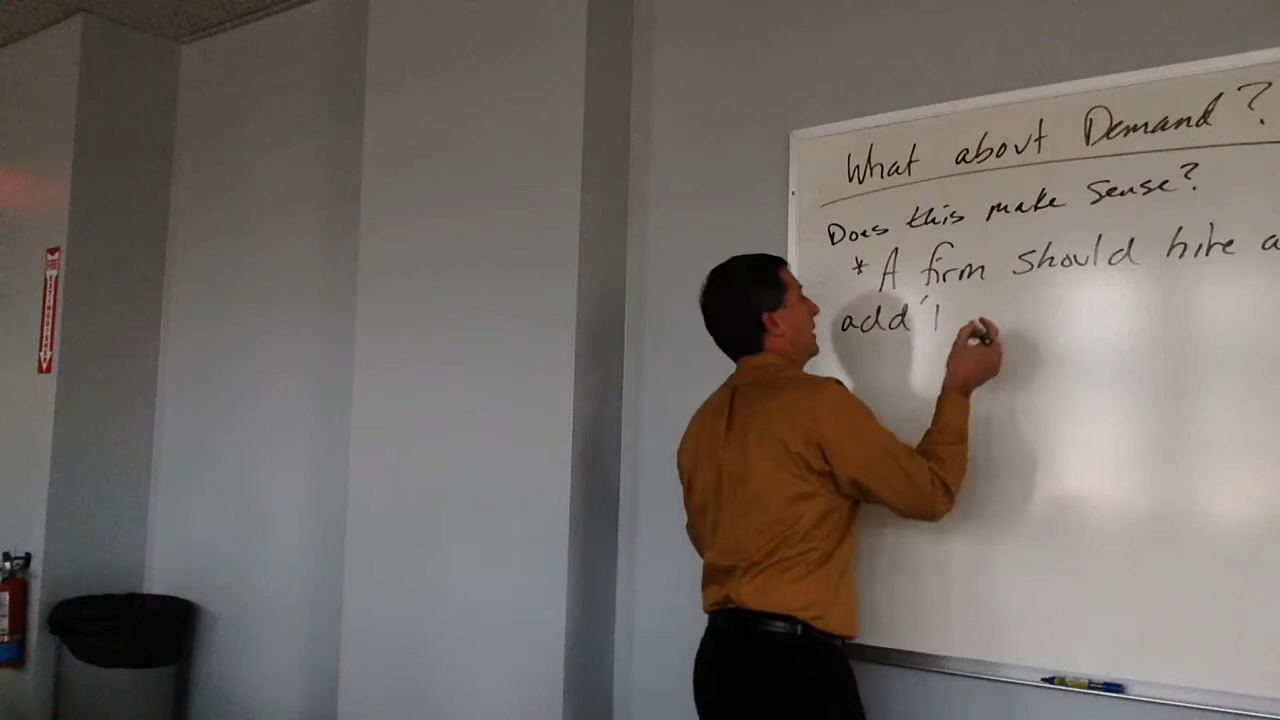 What about Demand?
Does this make sense?
* A firm should hire a
add'l